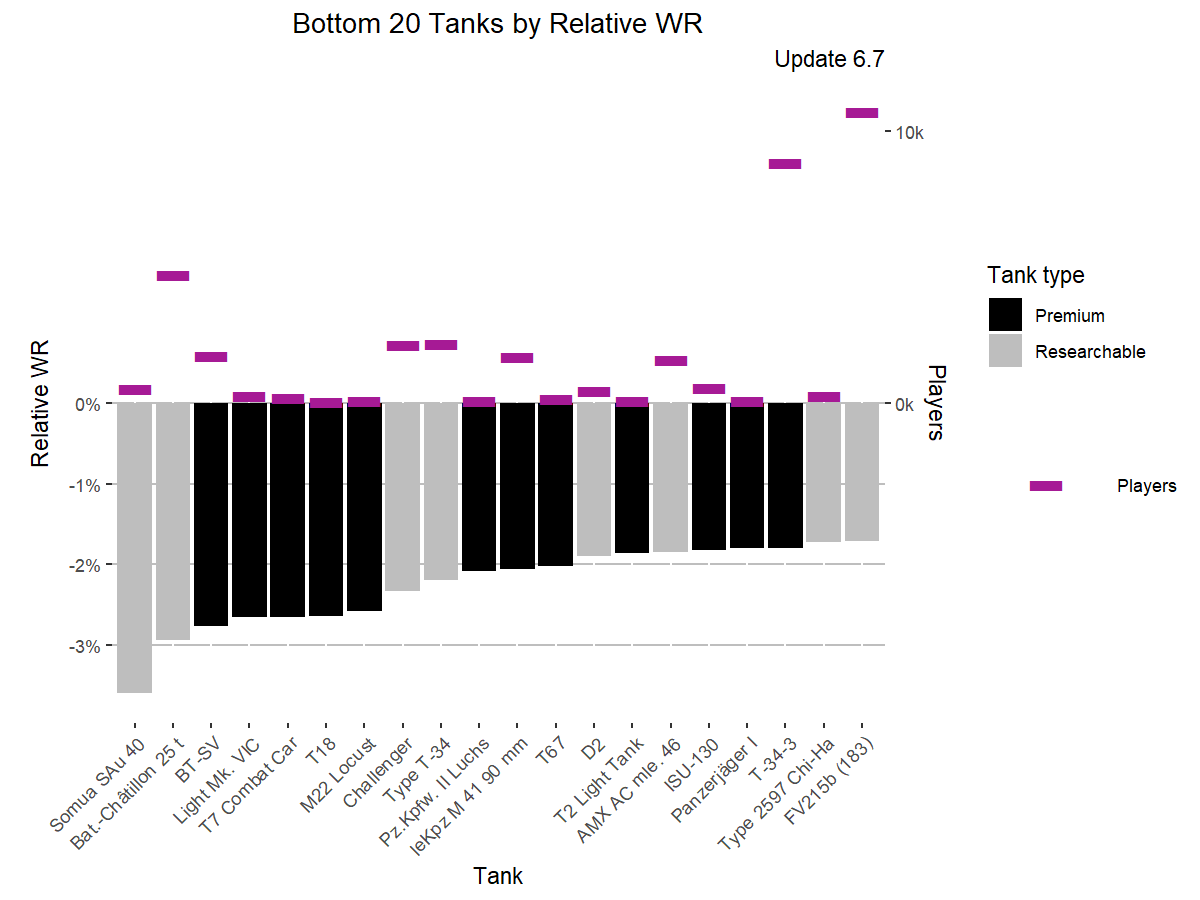 Bottom 20 Tanks by Relative WR
Update 6.7
10k
0k
Players
Relative WR
0%
-1%
-2%
-3%
Somua SAu 40
Bat.-Châtillon 25 t
BT-SV
Light Mk. VIC
T7 Combat Car
T18
M22 Locust
Challenger
Type T-34
Pz.Kpfw. II Luchs
leKpz M 41 90 mm
T67
D2
T2 Light Tank
AMX AC mle. 46
ISU-130
Panzerjäger I
T-34-3
Type 2597 Chi-Ha
FV215b (183)
Tank
Tank type
Premium
Researchable
Players